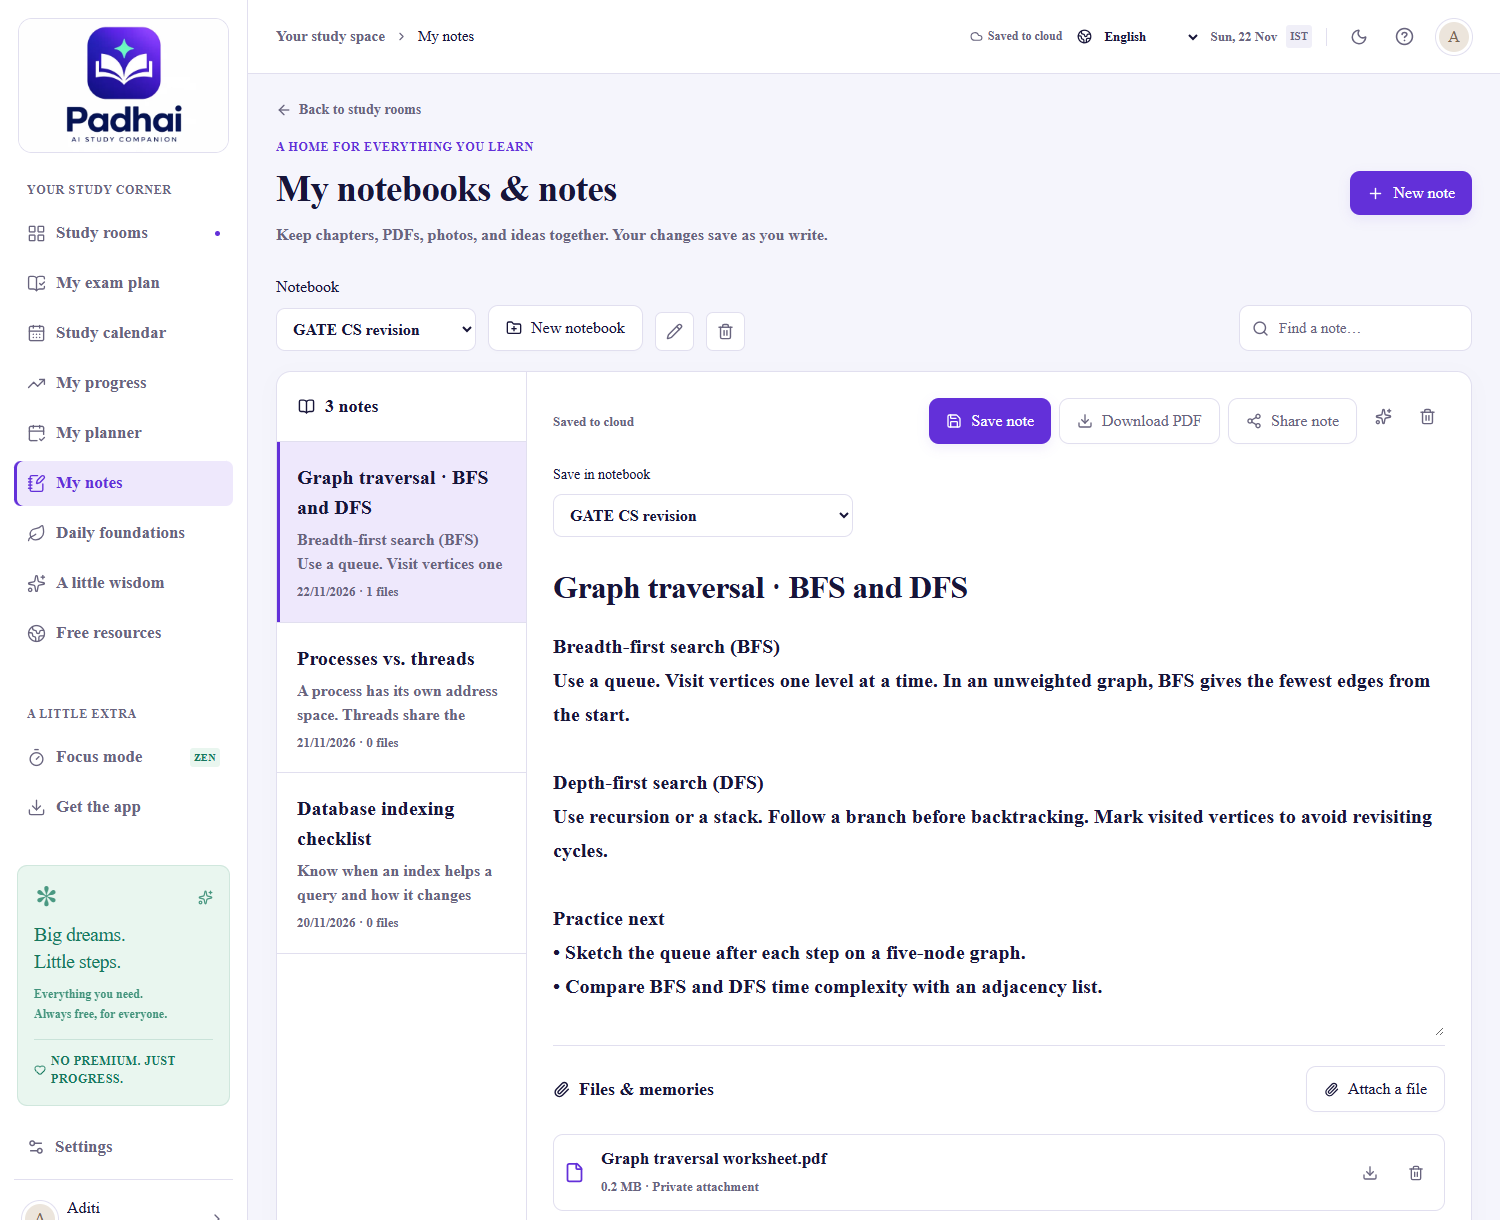 Padhai
AI STUDY COMPANION
YOUR STUDY CORNER
Study rooms
My exam plan
Study calendar
My progress
My planner
My notes
Daily foundations
A little wisdom
Free resources
A LITTLE EXTRA
Focus mode
ZEN
Get the app
Big dreams.
Little steps.
Everything you need.
Always free, for everyone.
NO PREMIUM. JUST
PROGRESS.
Settings
A
Aditi
Your study space
My notes
Saved to cloud
English
Sun, 22 Nov
IST
A
Back to study rooms
A HOME FOR EVERYTHING YOU LEARN
My notebooks & notes
New note
Keep chapters, PDFs, photos, and ideas together. Your changes save as you write.
Notebook
GATE CS revision
New notebook
Find a note…
3 notes
Graph traversal · BFS
and DFS
Breadth-first search (BFS)
Use a queue. Visit vertices one
22/11/2026 · 1 files
Processes vs. threads
A process has its own address
space. Threads share the
21/11/2026 · 0 files
Database indexing
checklist
Know when an index helps a
query and how it changes
20/11/2026 · 0 files
Saved to cloud
Save note
Download PDF
Share note
Save in notebook
GATE CS revision
Graph traversal · BFS and DFS
Breadth-first search (BFS)
Use a queue. Visit vertices one level at a time. In an unweighted graph, BFS gives the fewest edges from
the start.
Depth-first search (DFS)
Use recursion or a stack. Follow a branch before backtracking. Mark visited vertices to avoid revisiting
cycles.
Practice next
• Sketch the queue after each step on a five-node graph.
• Compare BFS and DFS time complexity with an adjacency list.
Files & memories
Attach a file
Graph traversal worksheet.pdf
0.2 MB · Private attachment